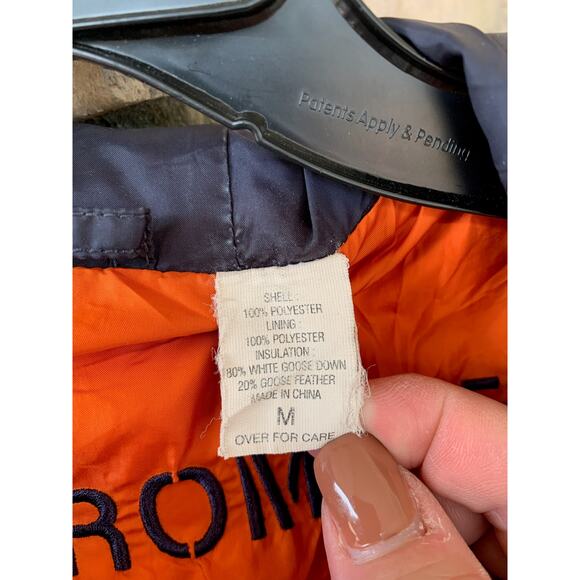 Patents Apply & Pending
SHELL :
100% POLYESTER
LINING :
100% POLYESTER
INSULATION :
80% WHITE GOOSE DOWN
20% GOOSE FEATHER
MADE IN CHINA
M
OVER FOR CARE
ROM